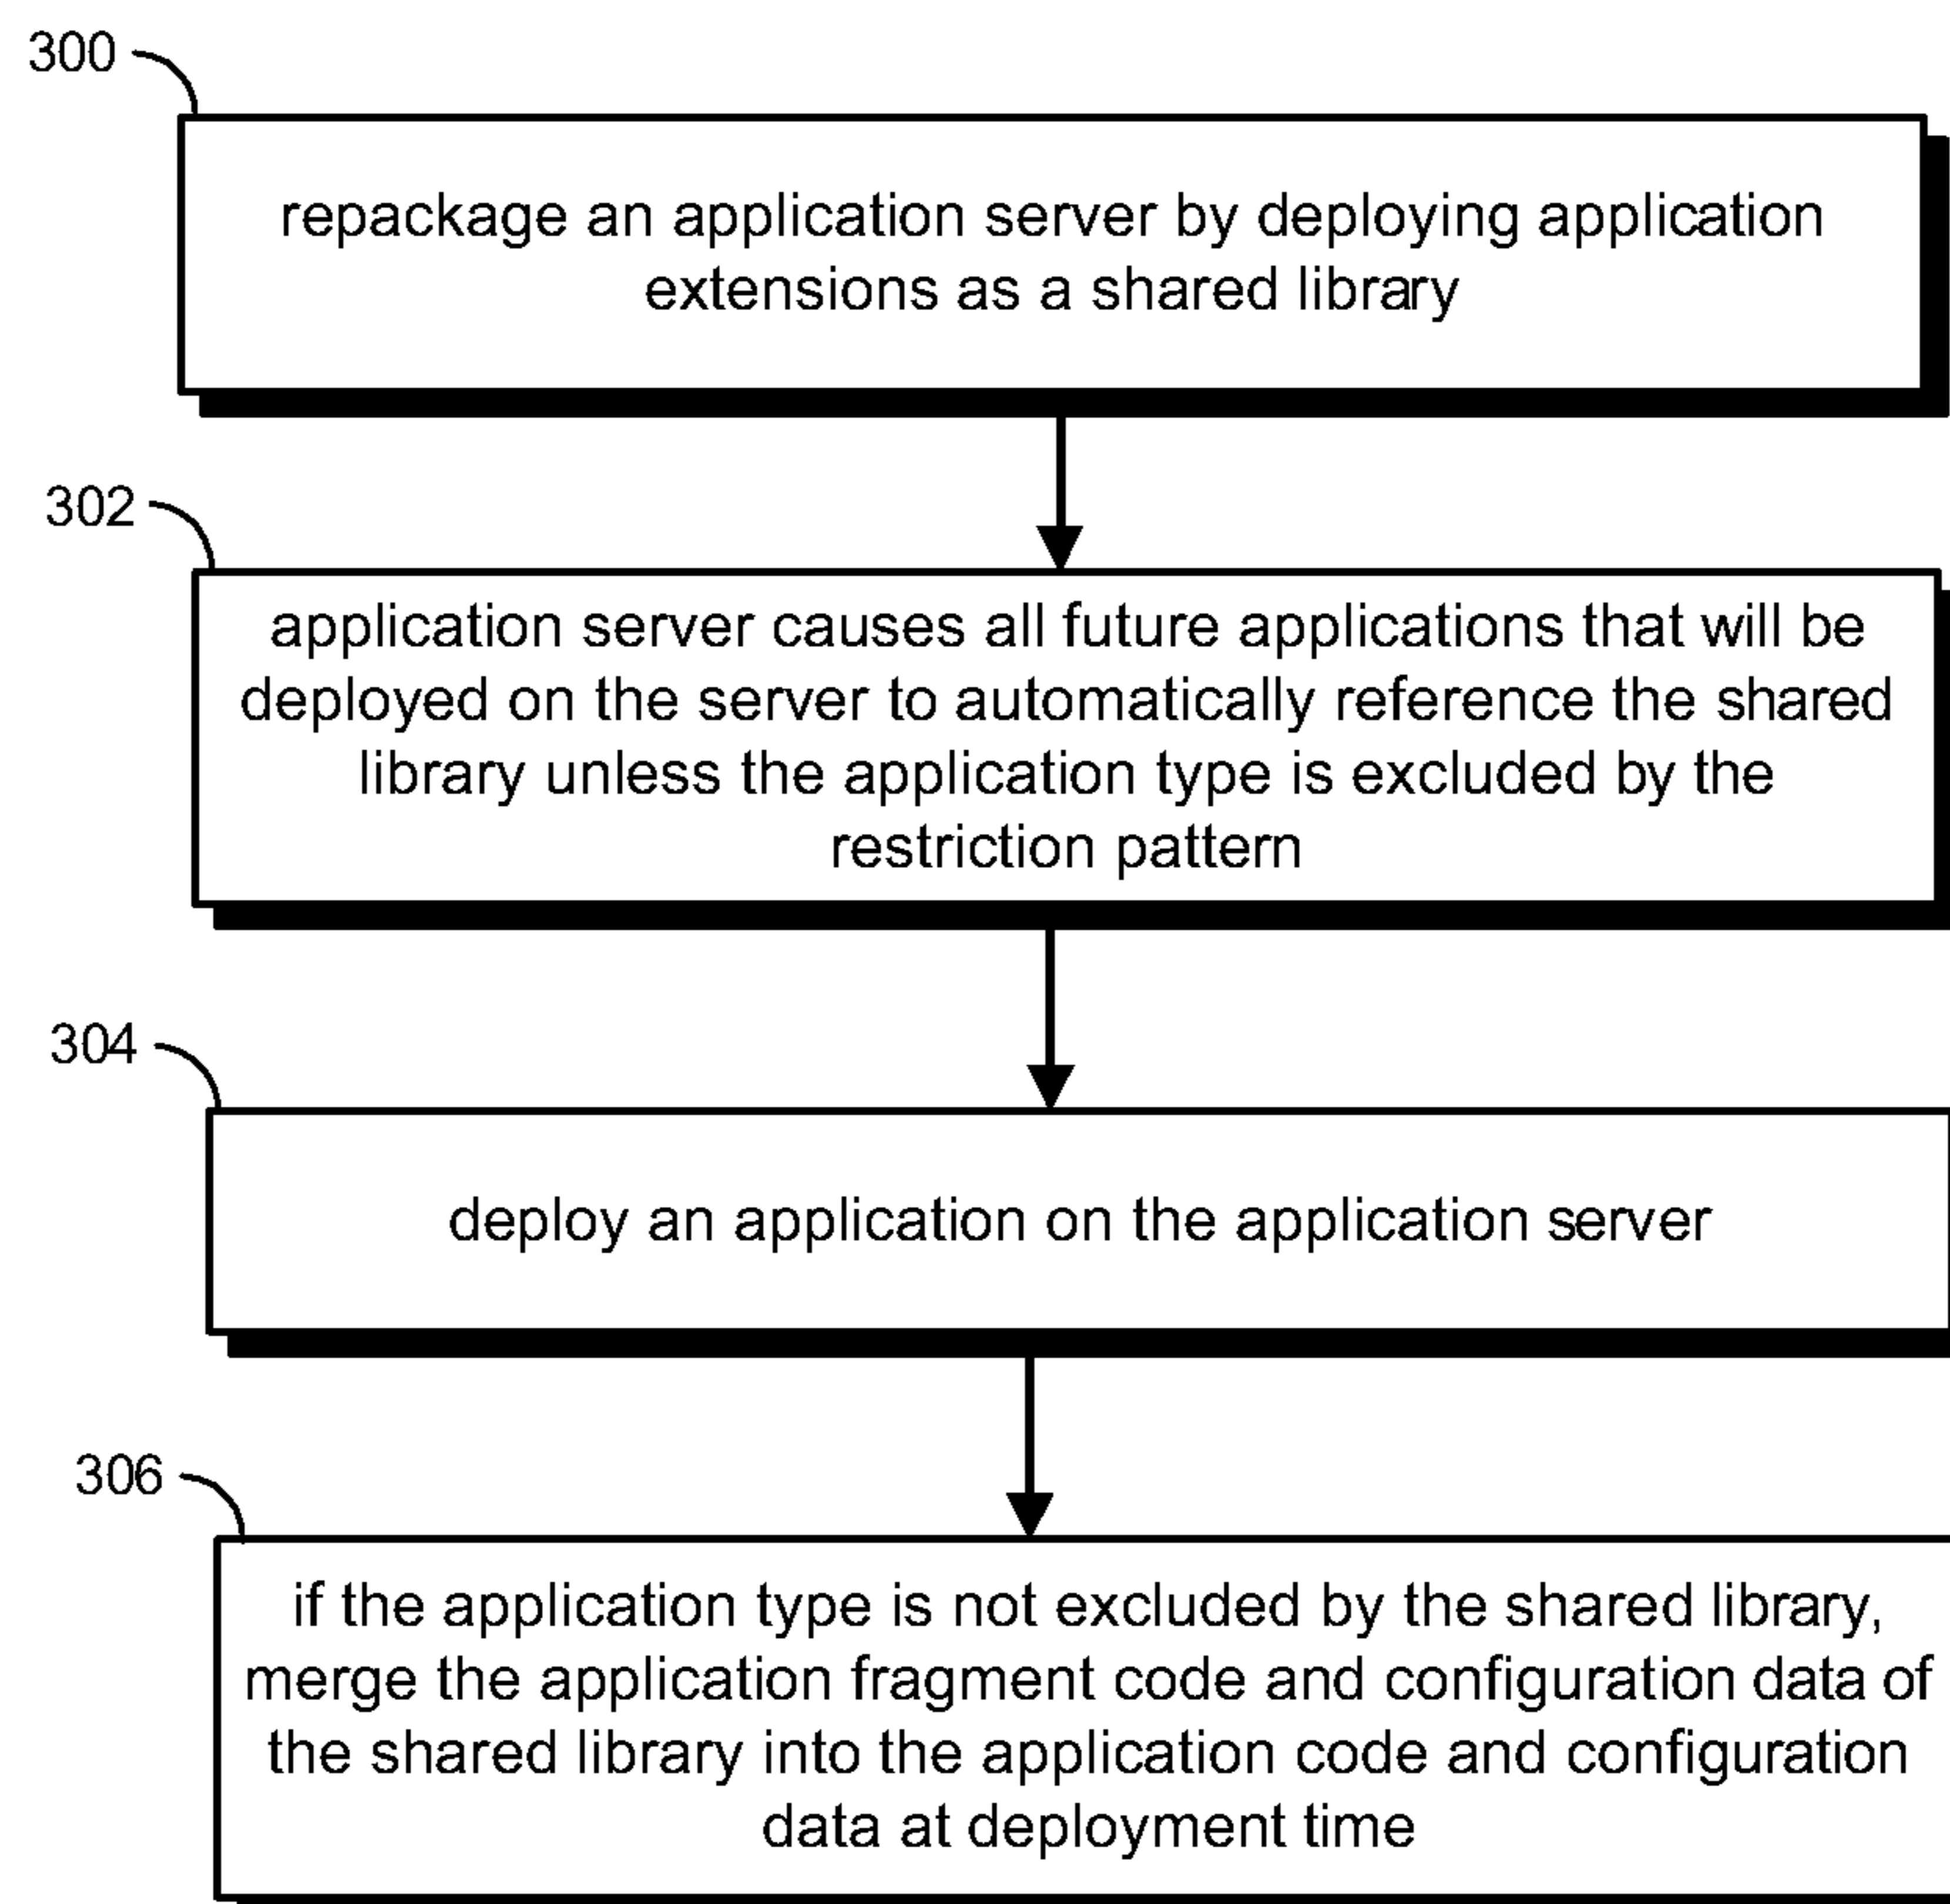 300
repackage an application server by deploying application
extensions as a shared library
302
application server causes all future applications that will be
deployed on the server to automatically reference the shared
library unless the application type is excluded by the
restriction pattern
304
deploy an application on the application server
306
if the application type is not excluded by the shared library,
merge the application fragment code and configuration data of
the shared library into the application code and configuration
data at deployment time